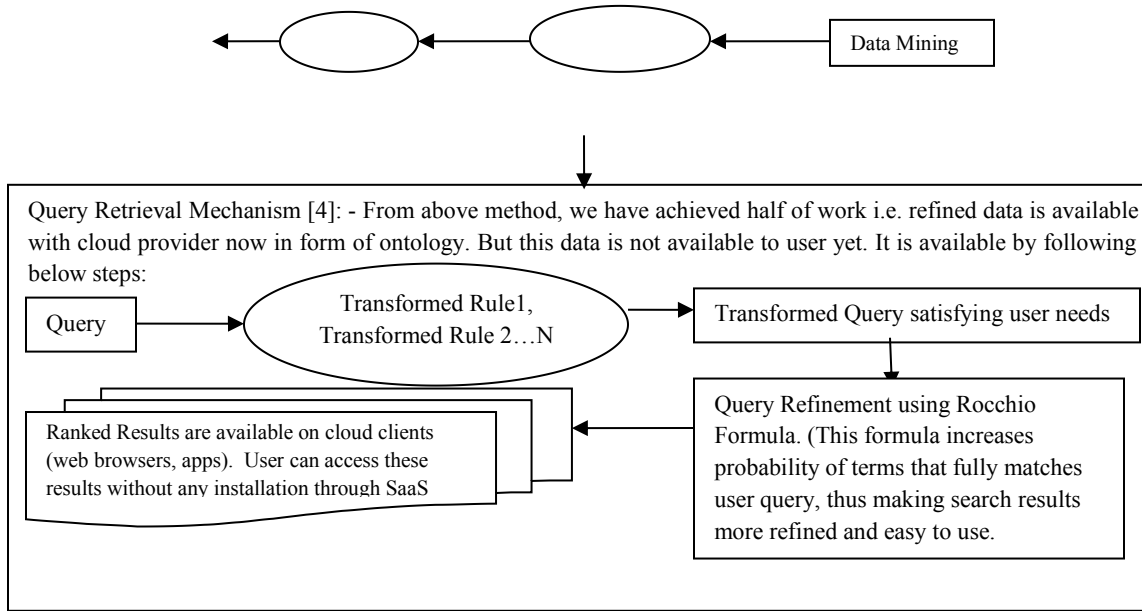 Data Mining
Query Retrieval Mechanism [4]: - From above method, we have achieved half of work i.e. refined data is available
with cloud provider now in form of ontology. But this data is not available to user yet. It is available by following
below steps:
Query
Transformed Rule1,
Transformed Rule 2…N
Transformed Query satisfying user needs
Query Refinement using Rocchio
Formula. (This formula increases
probability of terms that fully matches
user query, thus making search results
more refined and easy to use.
Ranked Results are available on cloud clients
(web browsers, apps). User can access these
results without any installation through SaaS